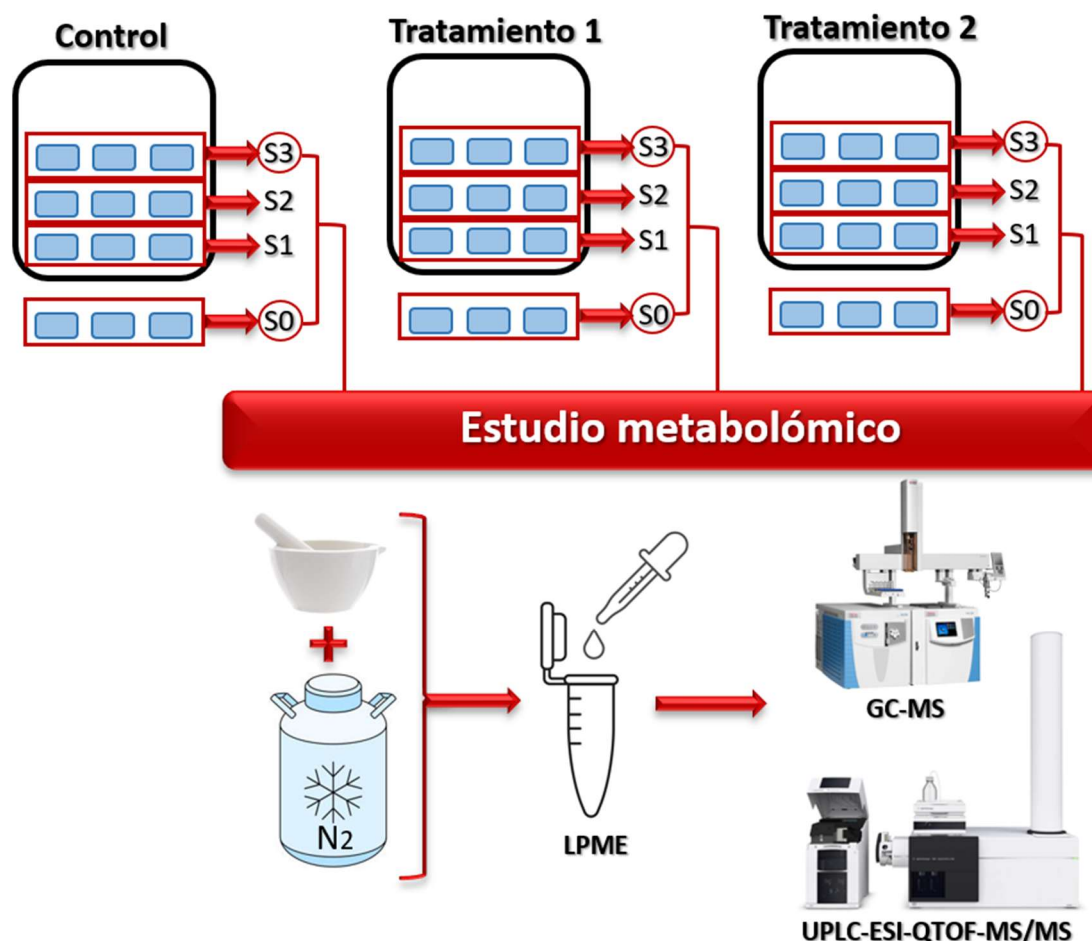 Control
Tratamiento 1
Tratamiento 2
S3
S2
S1
S0
S3
S2
S1
S0
S3
S2
S1
S0
Estudio metabolómico
N2
LPME
GC-MS
UPLC-ESI-QTOF-MS/MS